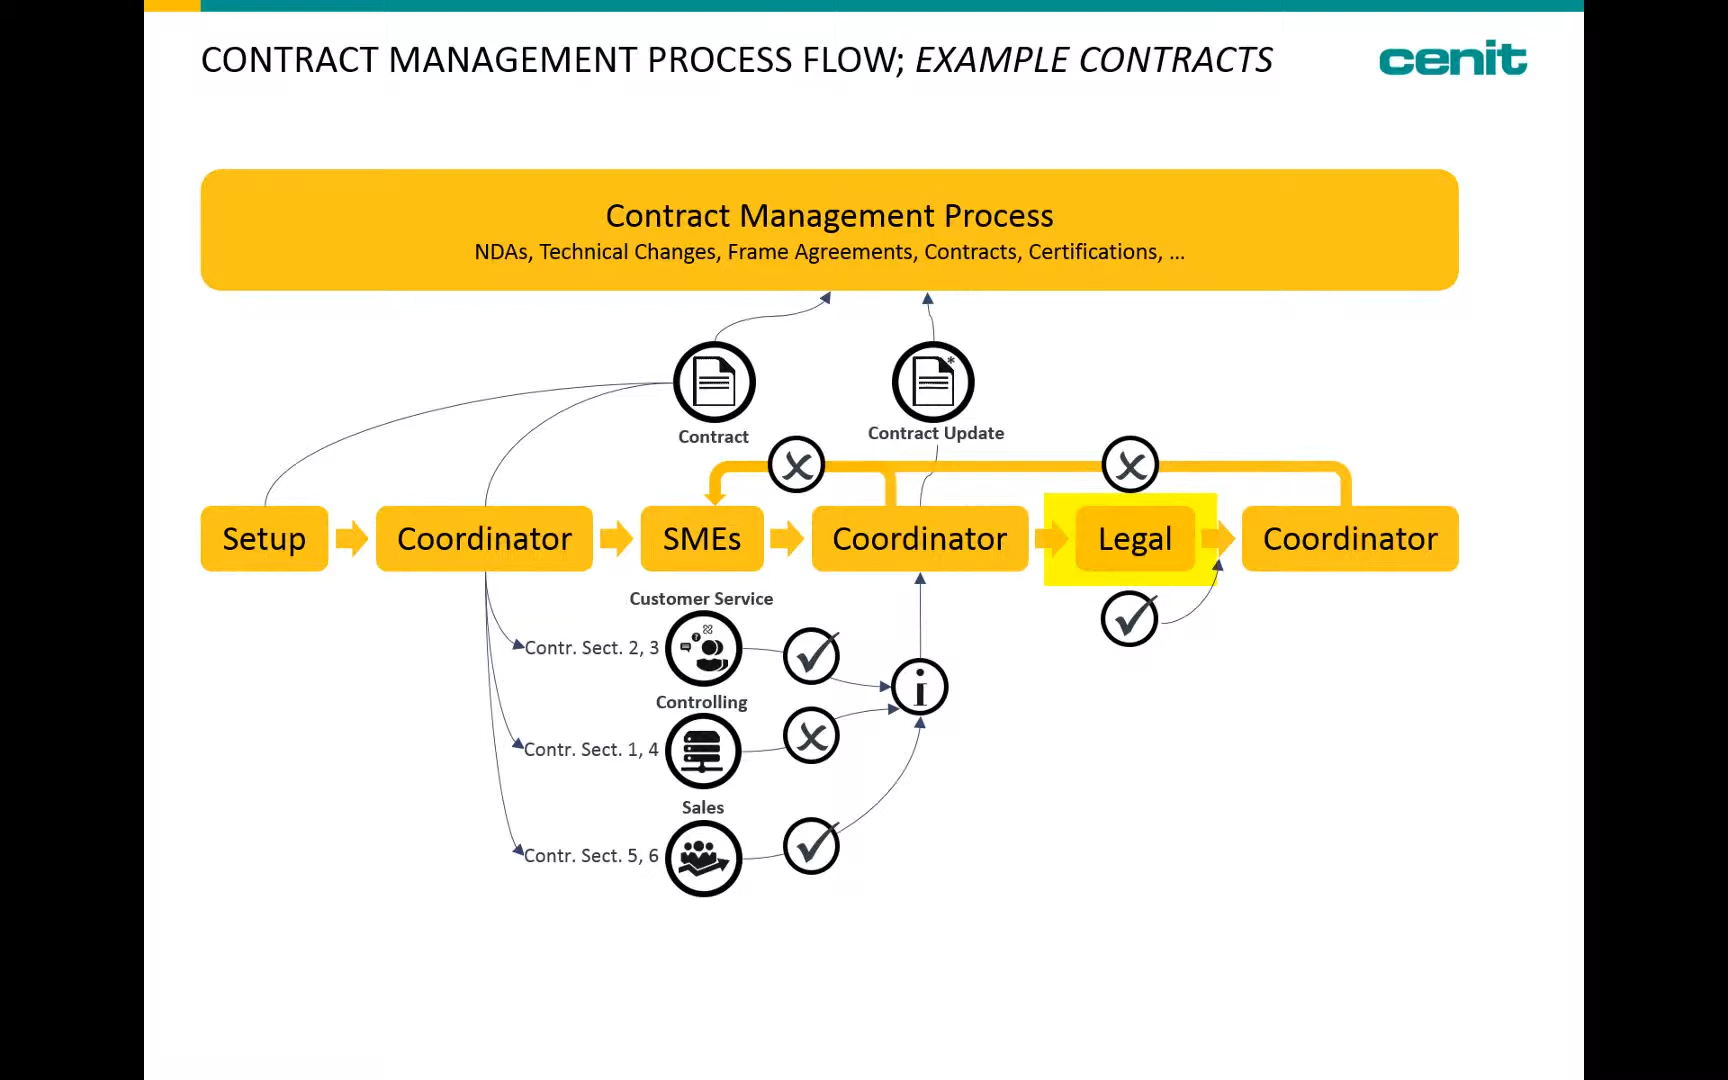 CONTRACT MANAGEMENT PROCESS FLOW; EXAMPLE CONTRACTS
cenit
Contract Management Process
NDAs, Technical Changes, Frame Agreements, Contracts, Certifications, ...
Contract
Contract Update
Setup
Coordinator
SMEs
Coordinator
Legal
Coordinator
Customer Service
Contr. Sect. 2, 3
Controlling
Contr. Sect. 1, 4
Sales
Contr. Sect. 5, 6